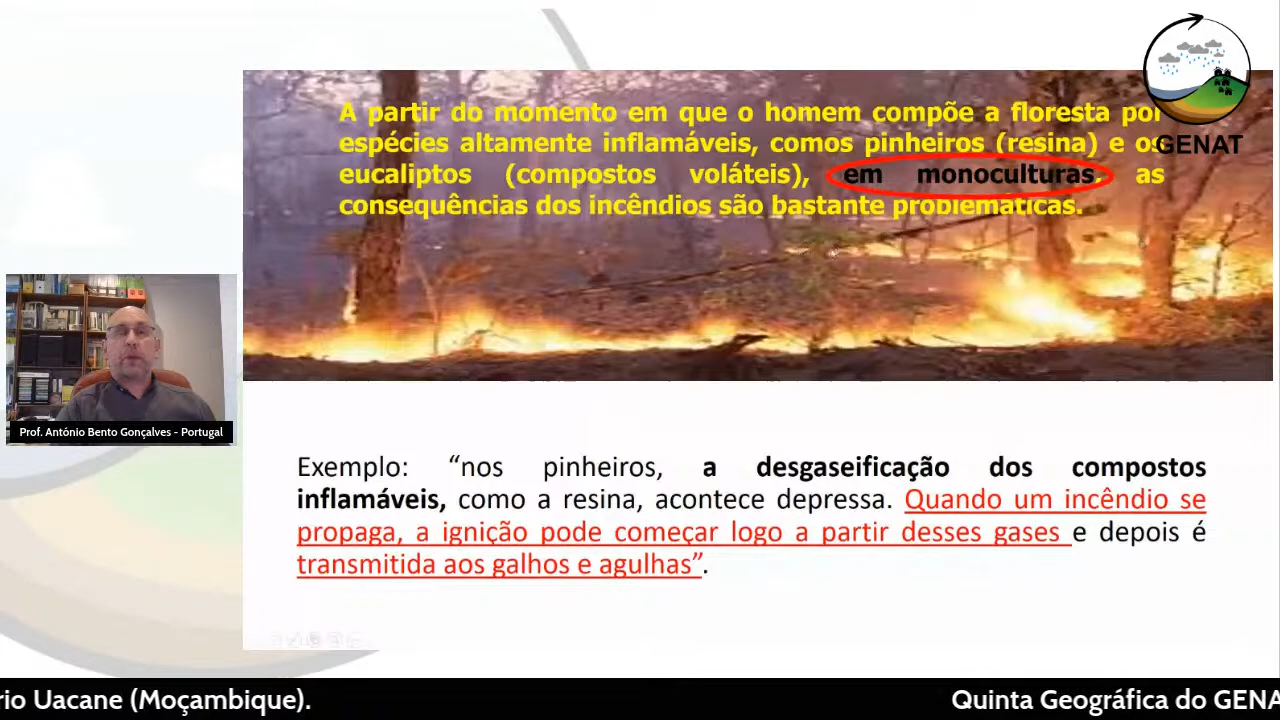 A partir do momento em que o homem compõe a floresta por
espécies altamente inflamáveis, comos pinheiros (resina) e os
eucaliptos (compostos voláteis), em monoculturas, as
consequências dos incêndios são bastante problemáticas.
GENAT
Prof. António Bento Gonçalves - Portugal
Exemplo: “nos pinheiros, a desgaseificação dos compostos
inflamáveis, como a resina, acontece depressa. Quando um incêndio se
propaga, a ignição pode começar logo a partir desses gases e depois é
transmitida aos galhos e agulhas”.
rio Uacane (Moçambique). Quinta Geográfica do GENA